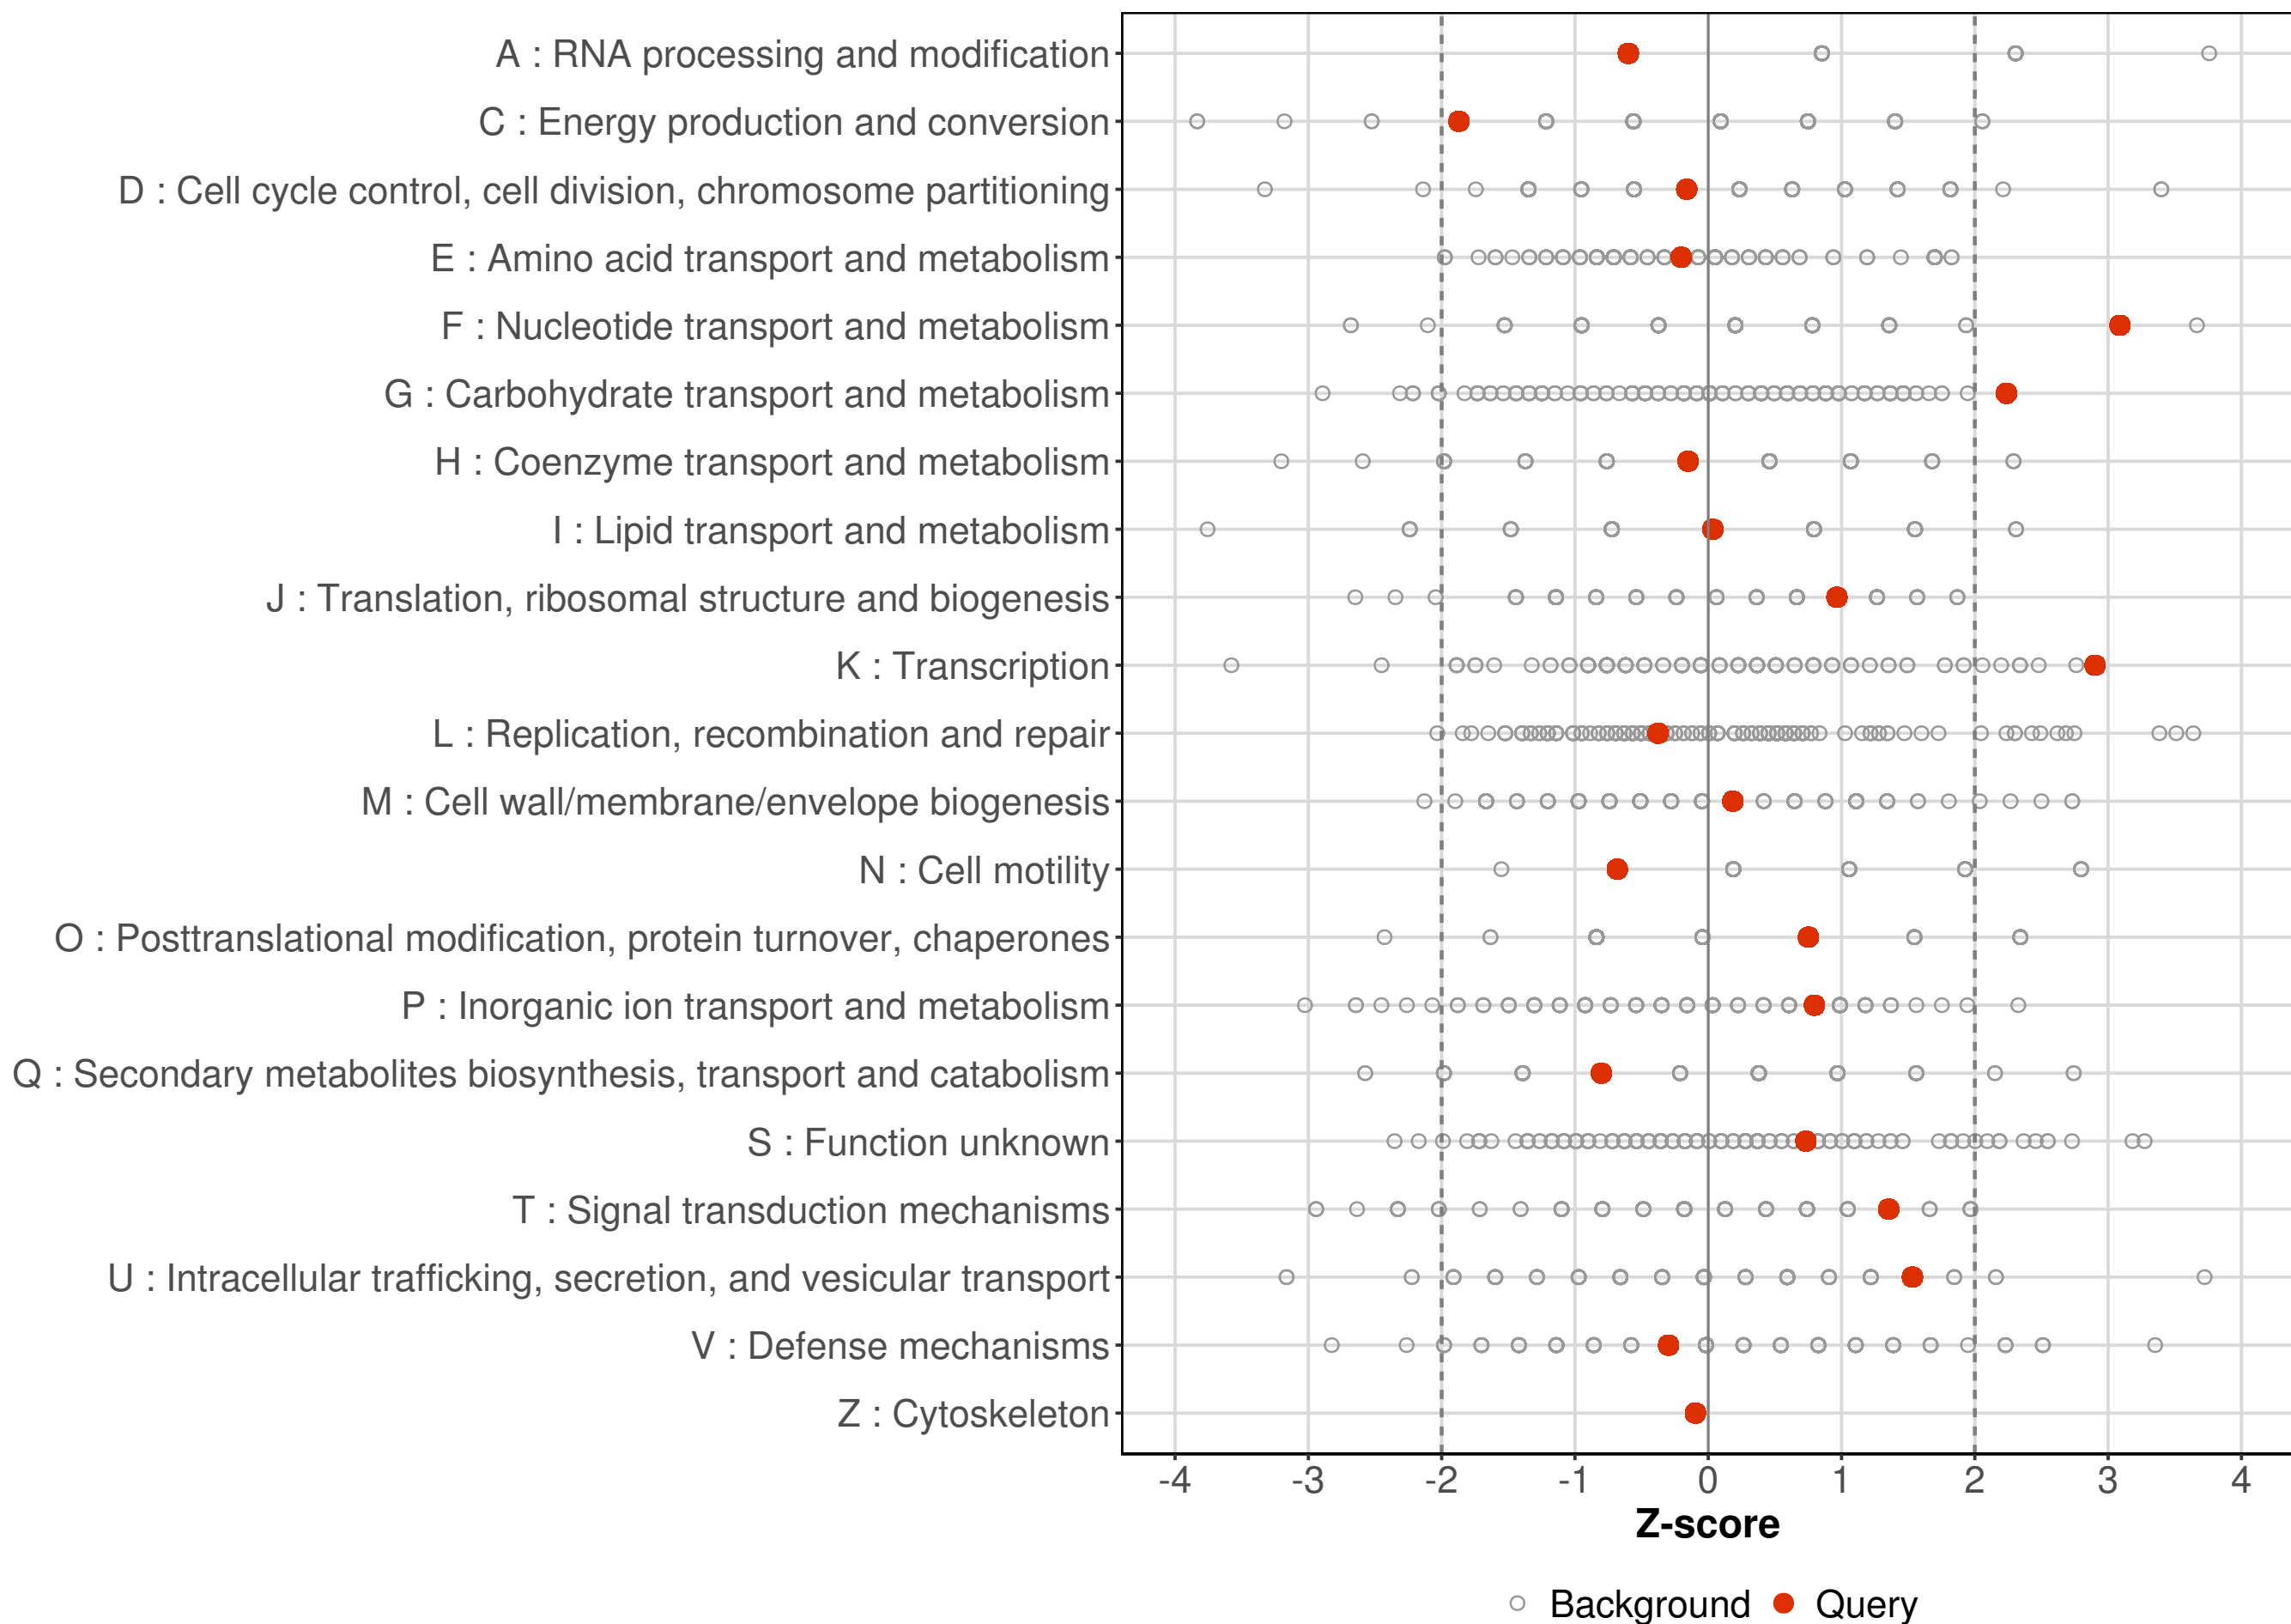 A : RNA processing and modification
C : Energy production and conversion
D : Cell cycle control, cell division, chromosome partitioning
E : Amino acid transport and metabolism
F : Nucleotide transport and metabolism
G : Carbohydrate transport and metabolism
H : Coenzyme transport and metabolism
I : Lipid transport and metabolism
J : Translation, ribosomal structure and biogenesis
K : Transcription
L : Replication, recombination and repair
M : Cell wall/membrane/envelope biogenesis
N : Cell motility
O : Posttranslational modification, protein turnover, chaperones
P : Inorganic ion transport and metabolism
Q : Secondary metabolites biosynthesis, transport and catabolism
S : Function unknown
T : Signal transduction mechanisms
U : Intracellular trafficking, secretion, and vesicular transport
V : Defense mechanisms
Z : Cytoskeleton
-4 -3 -2 -1 0 1 2 3 4
Z-score
Background Query